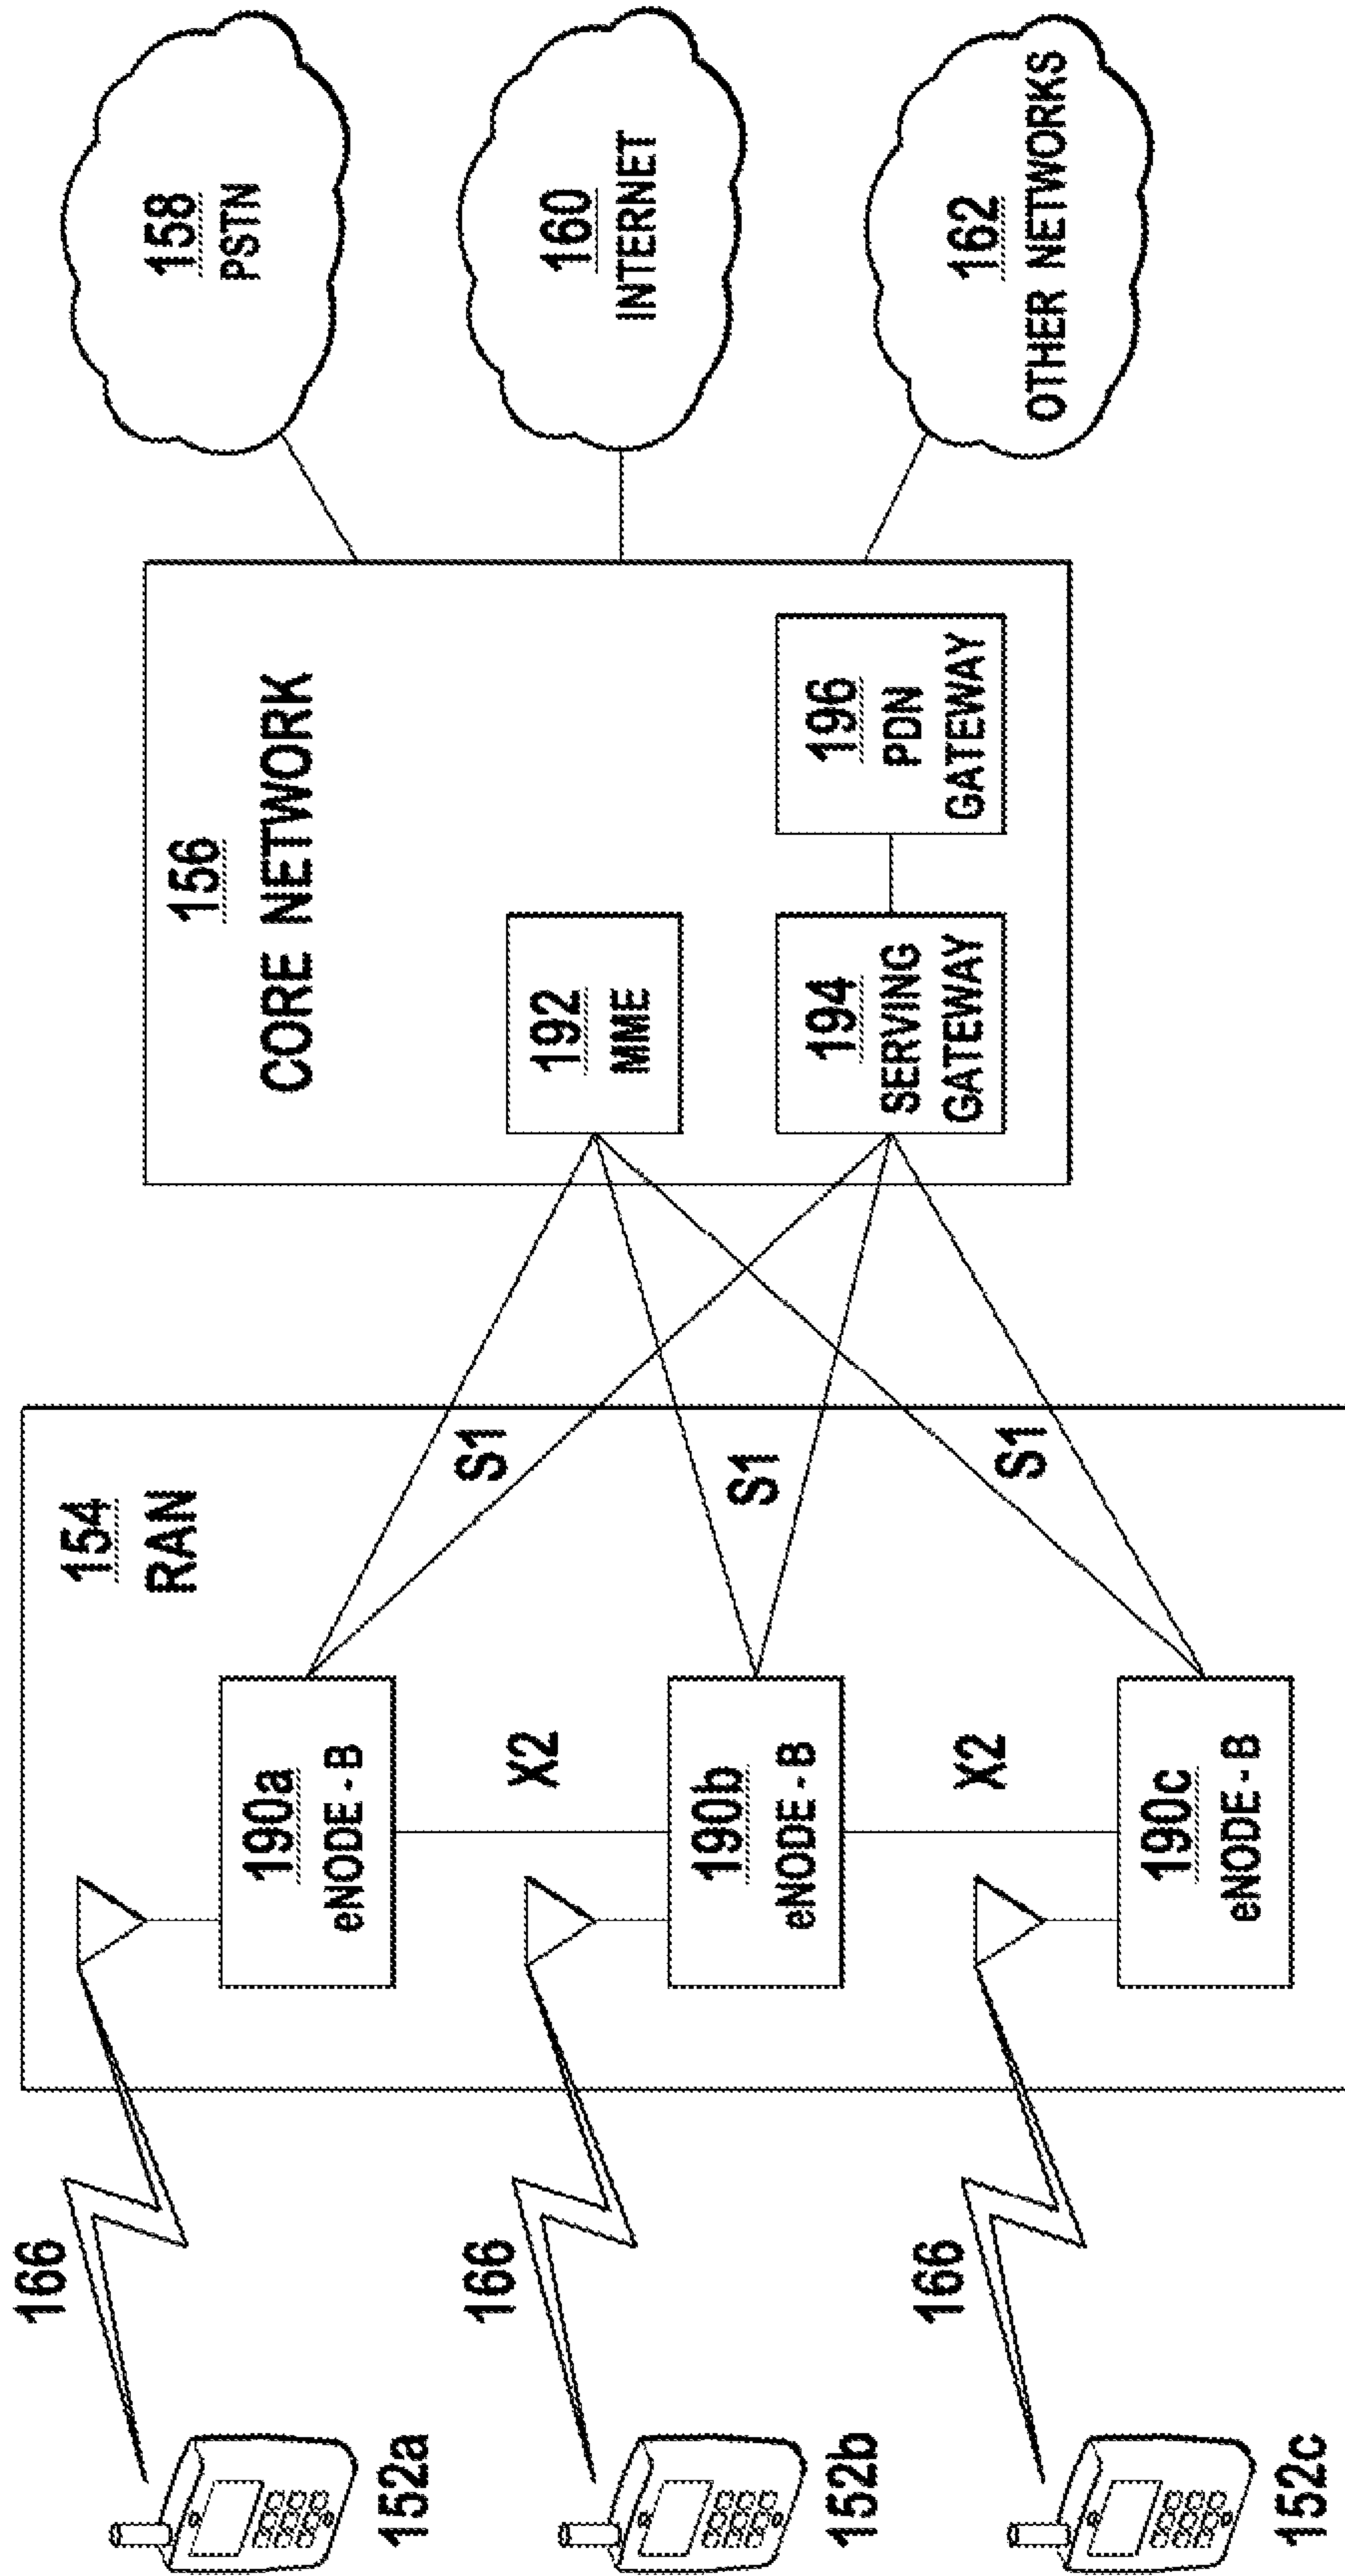 154
RAN
156
CORE NETWORK
158
PSTN
166
190a
eNODE - B
S1
192
MME
160
INTERNET
152a
X2
166
190b
eNODE - B
S1
194
SERVING
GATEWAY
196
PDN
GATEWAY
162
OTHER NETWORKS
152b
X2
166
190c
eNODE - B
S1
152c